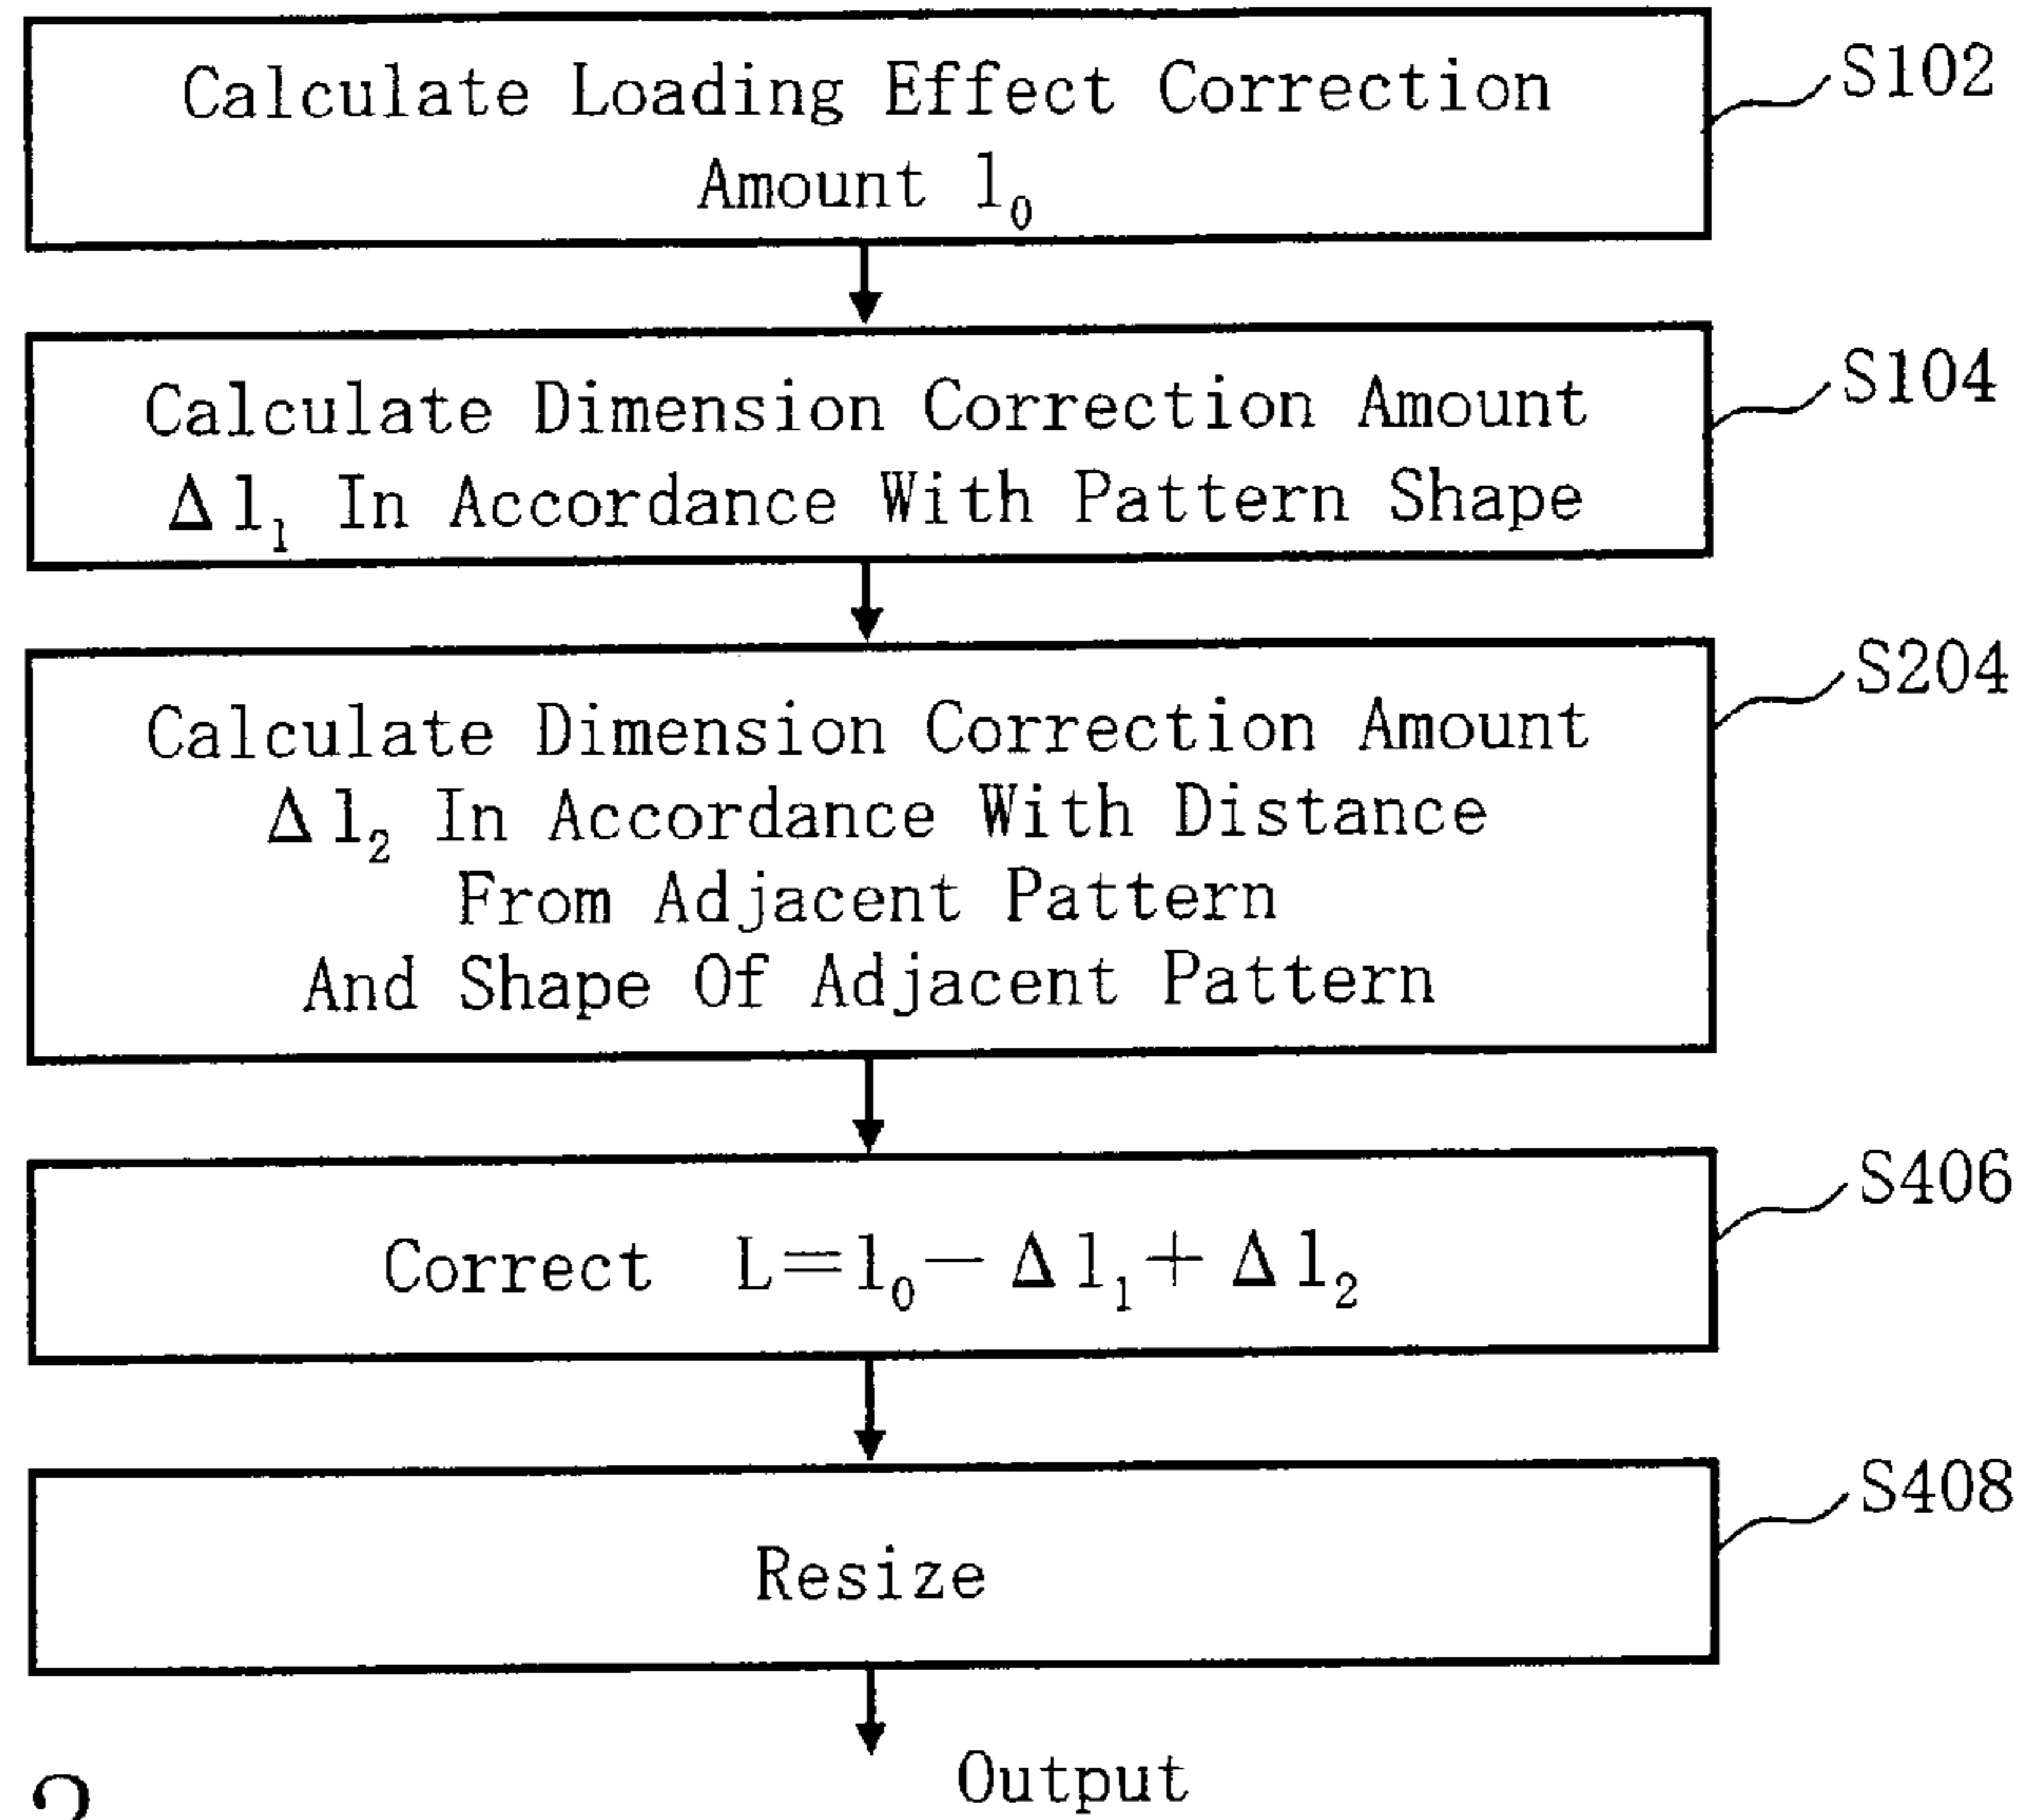 Calculate Loading Effect Correction
Amount l₀
S102
Calculate Dimension Correction Amount
Δl₁ In Accordance With Pattern Shape
S104
Calculate Dimension Correction Amount
Δl₂ In Accordance With Distance
From Adjacent Pattern
And Shape Of Adjacent Pattern
S204
Correct L=l₀−Δl₁+Δl₂
S406
Resize
S408
Output